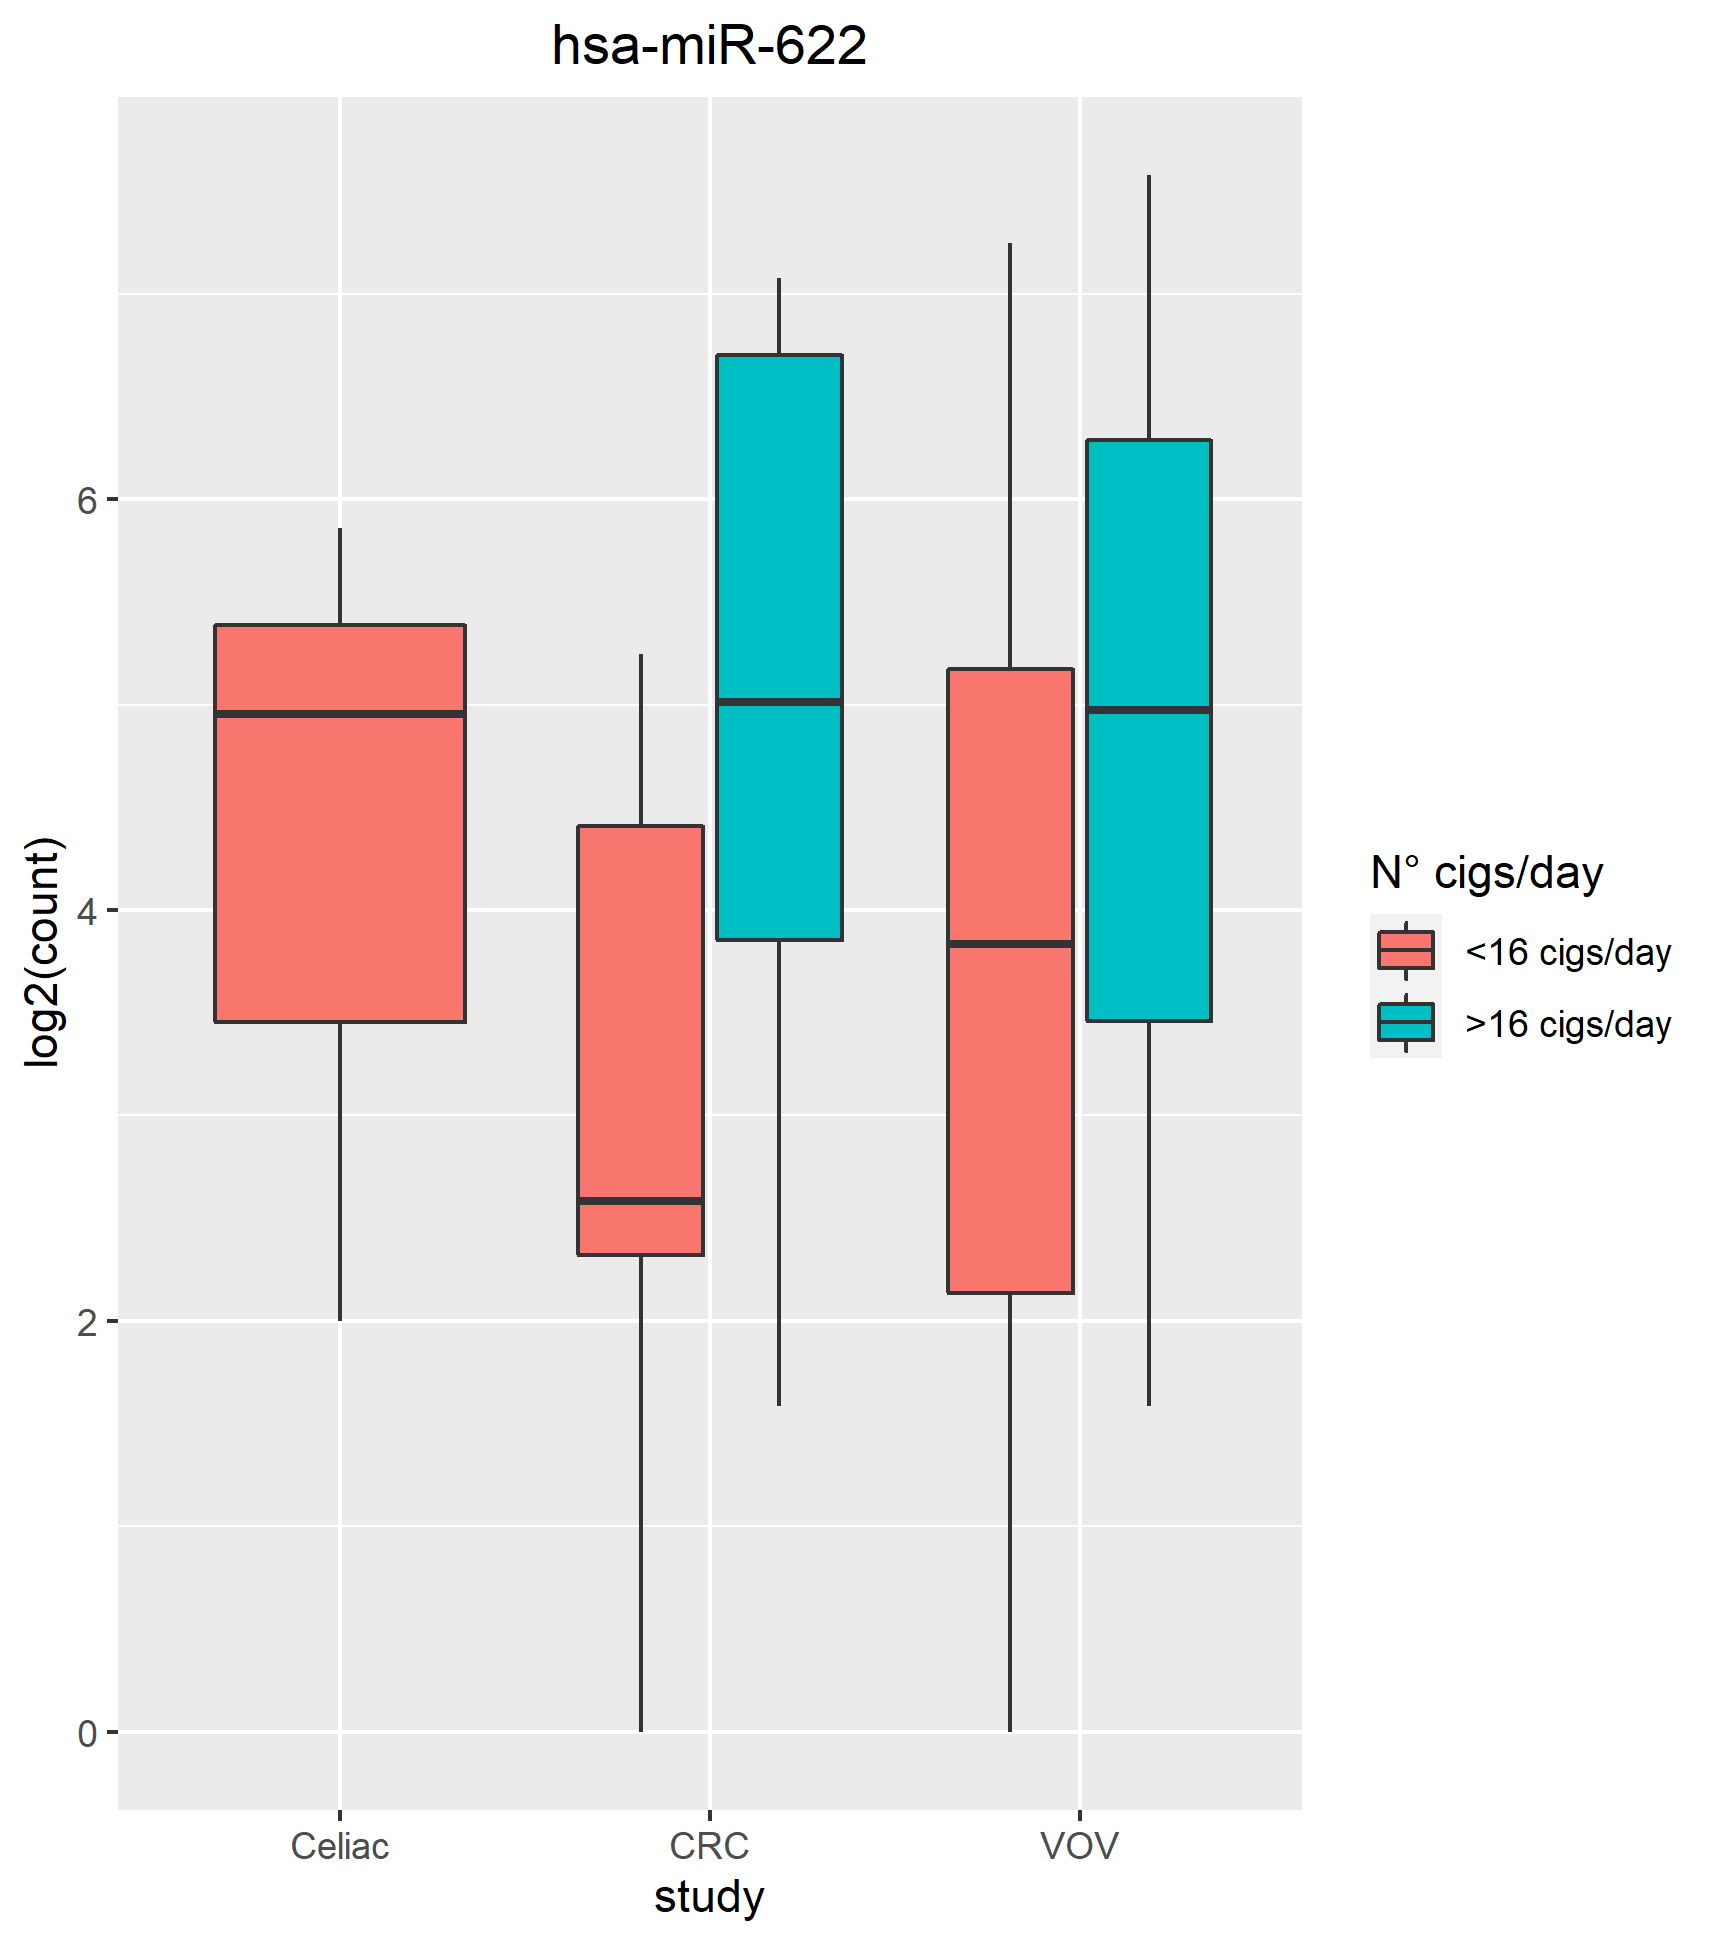 hsa-miR-622
log2(count)
6
4
2
0
Celiac
CRC
VOV
study
N° cigs/day
<16 cigs/day
>16 cigs/day